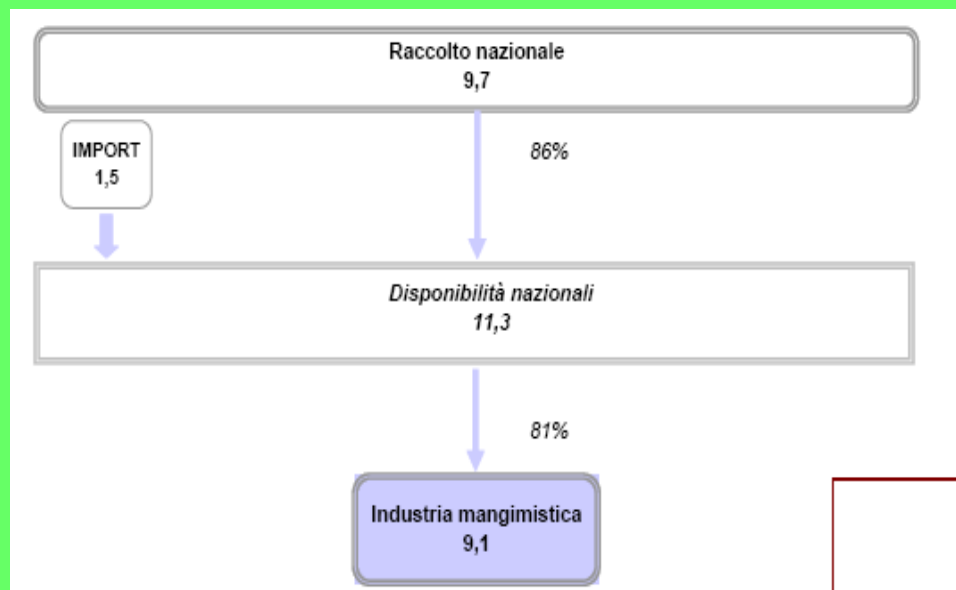 Raccolto nazionale
9,7
IMPORT
1,5
86%
Disponibilità nazionali
11,3
81%
Industria mangimistica
9,1